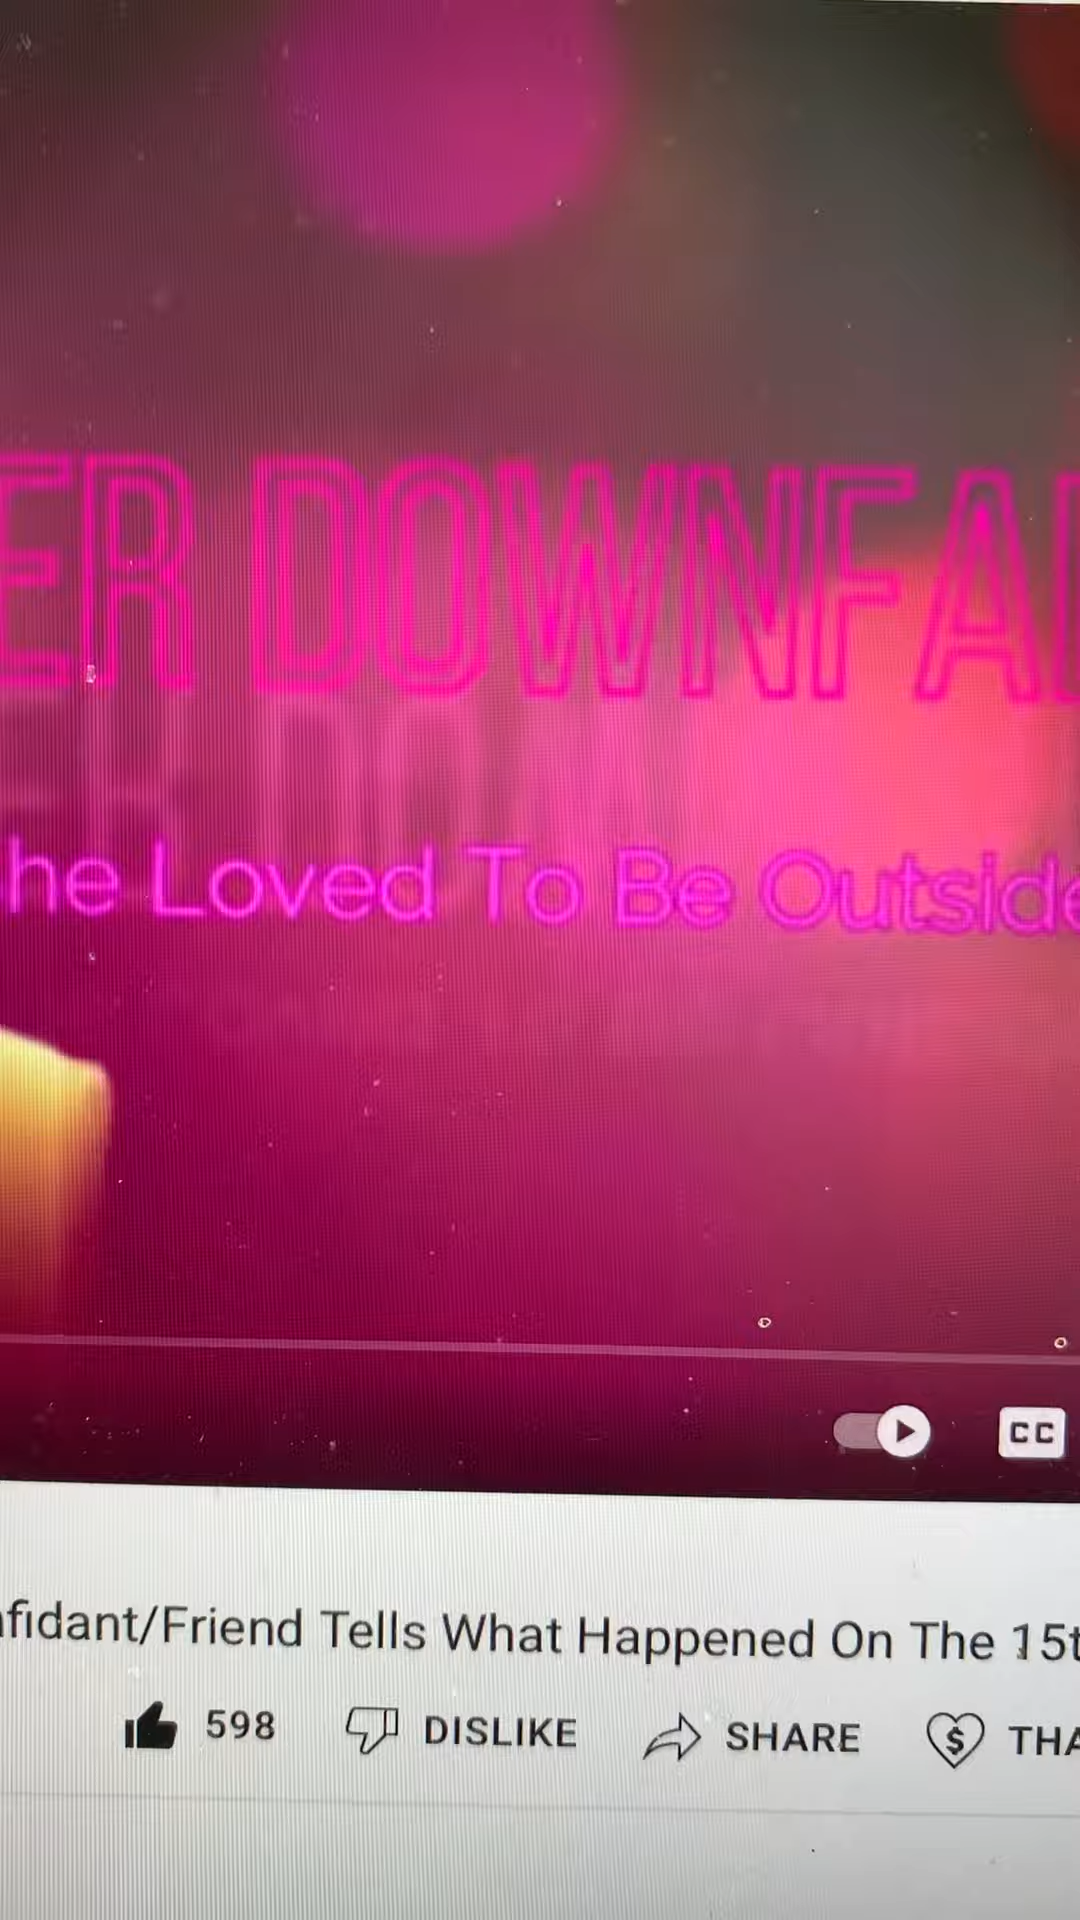 ER DOWNFA
he Loved To Be Outside
CC
fidant/Friend Tells What Happened On The 15t
598 DISLIKE SHARE THA